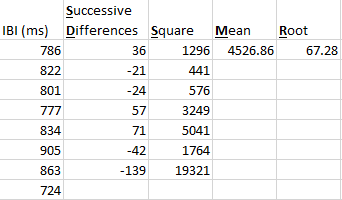 Successive
IBI (ms) Differences Square Mean Root
786 36 1296 4526.86 67.28
822 -21 441
801 -24 576
777 57 3249
834 71 5041
905 -42 1764
863 -139 19321
724